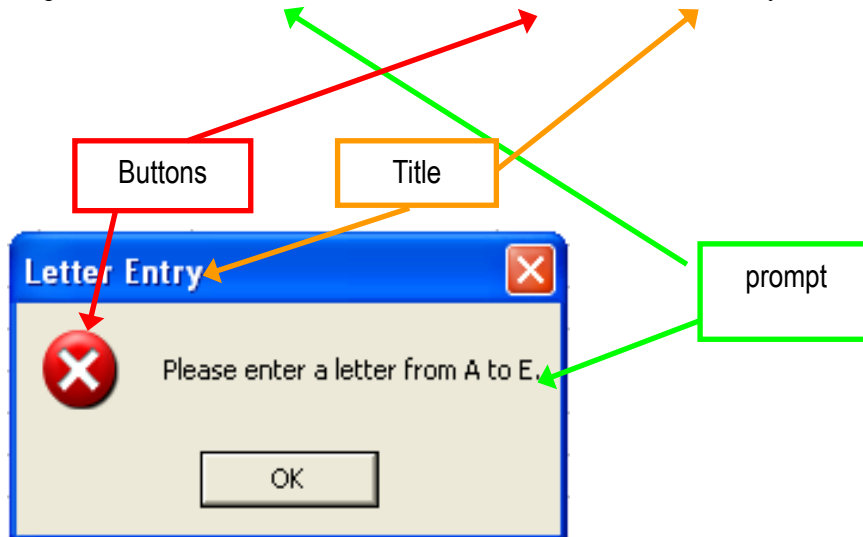 Buttons
Title
prompt
Letter Entry
Please enter a letter from A to E.
OK